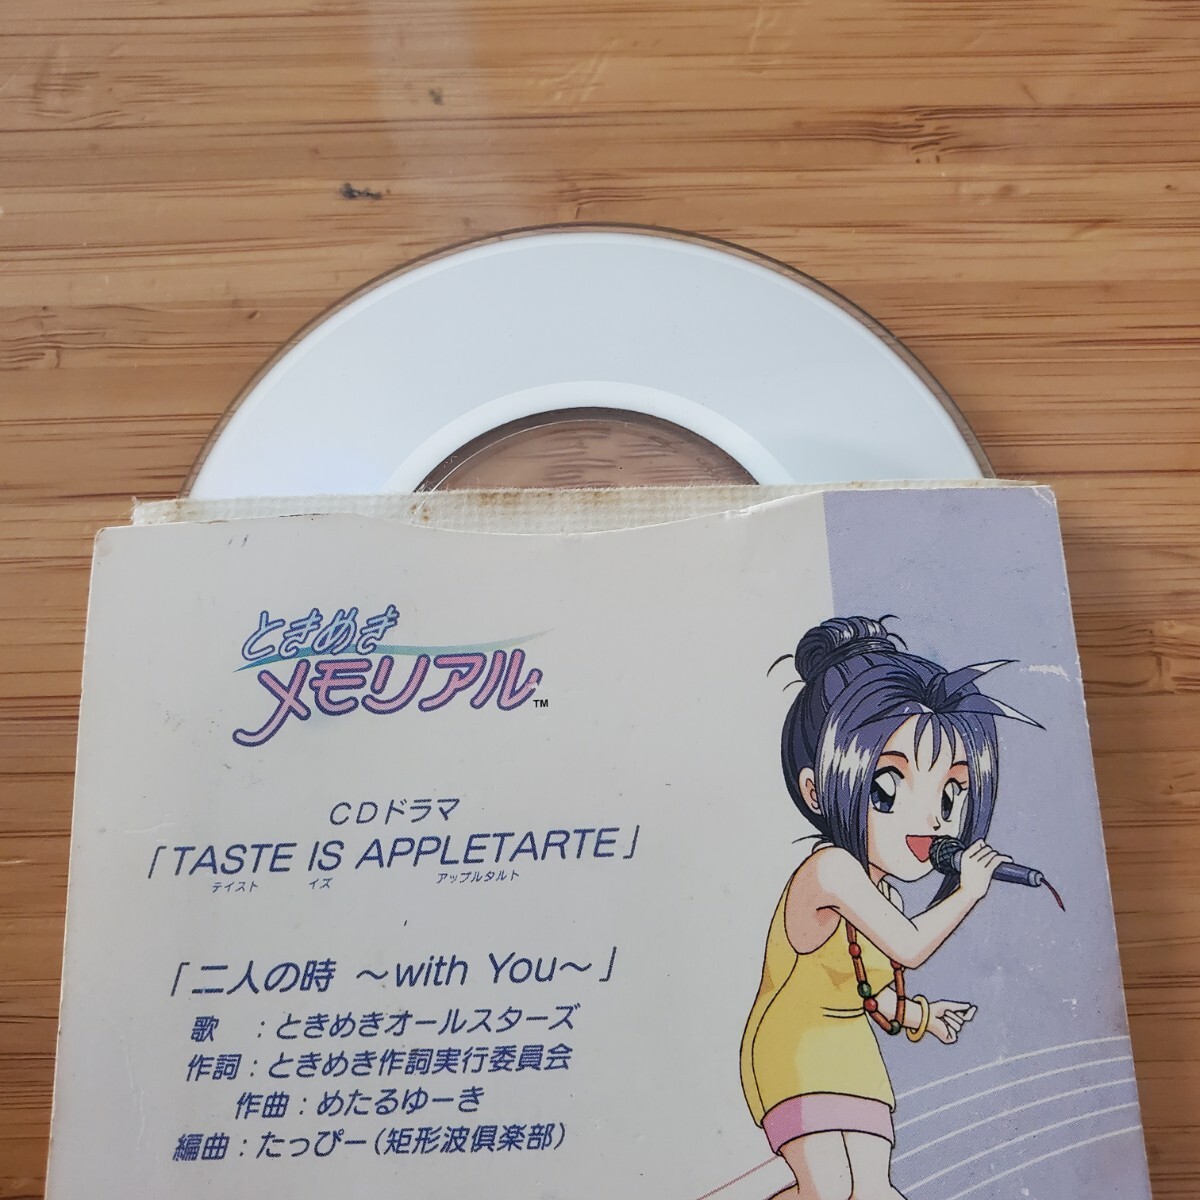 ときめき
メモリアル™
CDドラマ
「TASTE IS APPLETARTE」
テイスト イズ アップルタルト
「二人の時 ～with You～」
歌 : ときめきオールスターズ
作詞 : ときめき作詞実行委員会
作曲 : めたるゆーき
編曲 : たっぴー(矩形波倶楽部)